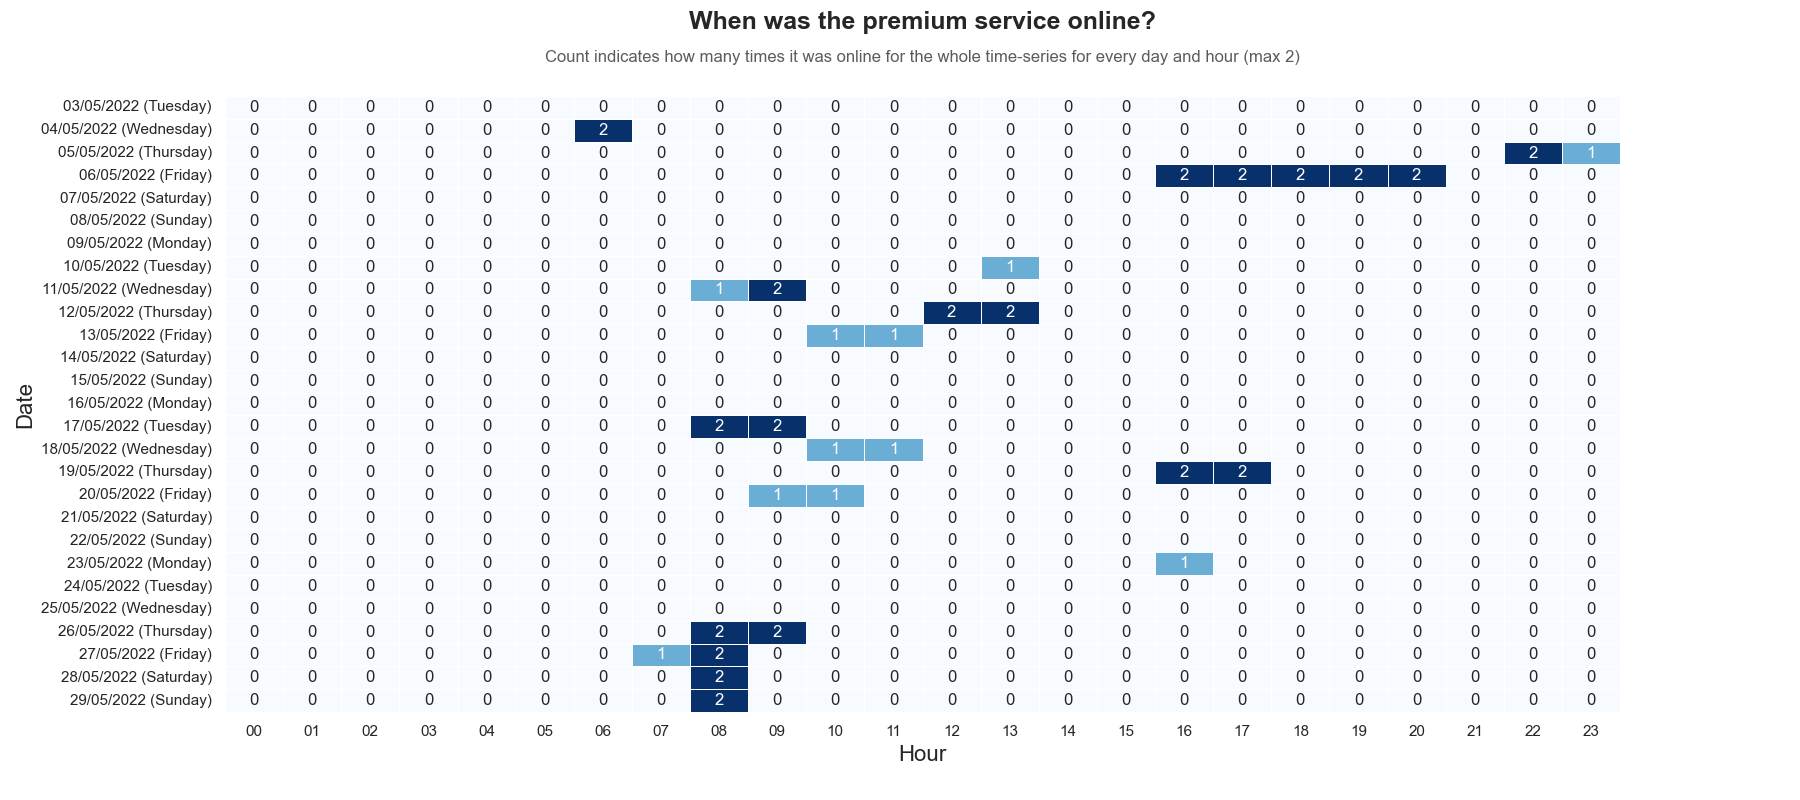 When was the premium service online?
Count indicates how many times it was online for the whole time-series for every day and hour (max 2)
03/05/2022 (Tuesday) 0 0 0 0 0 0 0 0 0 0 0 0 0 0 0 0 0 0 0 0 0 0 0 0
04/05/2022 (Wednesday) 0 0 0 0 0 0 2 0 0 0 0 0 0 0 0 0 0 0 0 0 0 0 0 0
05/05/2022 (Thursday) 0 0 0 0 0 0 0 0 0 0 0 0 0 0 0 0 0 0 0 0 0 0 2 1
06/05/2022 (Friday) 0 0 0 0 0 0 0 0 0 0 0 0 0 0 0 0 2 2 2 2 2 0 0 0
07/05/2022 (Saturday) 0 0 0 0 0 0 0 0 0 0 0 0 0 0 0 0 0 0 0 0 0 0 0 0
08/05/2022 (Sunday) 0 0 0 0 0 0 0 0 0 0 0 0 0 0 0 0 0 0 0 0 0 0 0 0
09/05/2022 (Monday) 0 0 0 0 0 0 0 0 0 0 0 0 0 0 0 0 0 0 0 0 0 0 0 0
10/05/2022 (Tuesday) 0 0 0 0 0 0 0 0 0 0 0 0 0 1 0 0 0 0 0 0 0 0 0 0
11/05/2022 (Wednesday) 0 0 0 0 0 0 0 0 1 2 0 0 0 0 0 0 0 0 0 0 0 0 0 0
12/05/2022 (Thursday) 0 0 0 0 0 0 0 0 0 0 0 0 2 2 0 0 0 0 0 0 0 0 0 0
13/05/2022 (Friday) 0 0 0 0 0 0 0 0 0 0 1 1 0 0 0 0 0 0 0 0 0 0 0 0
14/05/2022 (Saturday) 0 0 0 0 0 0 0 0 0 0 0 0 0 0 0 0 0 0 0 0 0 0 0 0
15/05/2022 (Sunday) 0 0 0 0 0 0 0 0 0 0 0 0 0 0 0 0 0 0 0 0 0 0 0 0
16/05/2022 (Monday) 0 0 0 0 0 0 0 0 0 0 0 0 0 0 0 0 0 0 0 0 0 0 0 0
17/05/2022 (Tuesday) 0 0 0 0 0 0 0 0 2 2 0 0 0 0 0 0 0 0 0 0 0 0 0 0
18/05/2022 (Wednesday) 0 0 0 0 0 0 0 0 0 0 1 1 0 0 0 0 0 0 0 0 0 0 0 0
19/05/2022 (Thursday) 0 0 0 0 0 0 0 0 0 0 0 0 0 0 0 0 2 2 0 0 0 0 0 0
20/05/2022 (Friday) 0 0 0 0 0 0 0 0 0 1 1 0 0 0 0 0 0 0 0 0 0 0 0 0
21/05/2022 (Saturday) 0 0 0 0 0 0 0 0 0 0 0 0 0 0 0 0 0 0 0 0 0 0 0 0
22/05/2022 (Sunday) 0 0 0 0 0 0 0 0 0 0 0 0 0 0 0 0 0 0 0 0 0 0 0 0
23/05/2022 (Monday) 0 0 0 0 0 0 0 0 0 0 0 0 0 0 0 0 1 0 0 0 0 0 0 0
24/05/2022 (Tuesday) 0 0 0 0 0 0 0 0 0 0 0 0 0 0 0 0 0 0 0 0 0 0 0 0
25/05/2022 (Wednesday) 0 0 0 0 0 0 0 0 0 0 0 0 0 0 0 0 0 0 0 0 0 0 0 0
26/05/2022 (Thursday) 0 0 0 0 0 0 0 0 2 2 0 0 0 0 0 0 0 0 0 0 0 0 0 0
27/05/2022 (Friday) 0 0 0 0 0 0 0 1 2 0 0 0 0 0 0 0 0 0 0 0 0 0 0 0
28/05/2022 (Saturday) 0 0 0 0 0 0 0 0 2 0 0 0 0 0 0 0 0 0 0 0 0 0 0 0
29/05/2022 (Sunday) 0 0 0 0 0 0 0 0 2 0 0 0 0 0 0 0 0 0 0 0 0 0 0 0
00 01 02 03 04 05 06 07 08 09 10 11 12 13 14 15 16 17 18 19 20 21 22 23
Hour
Date